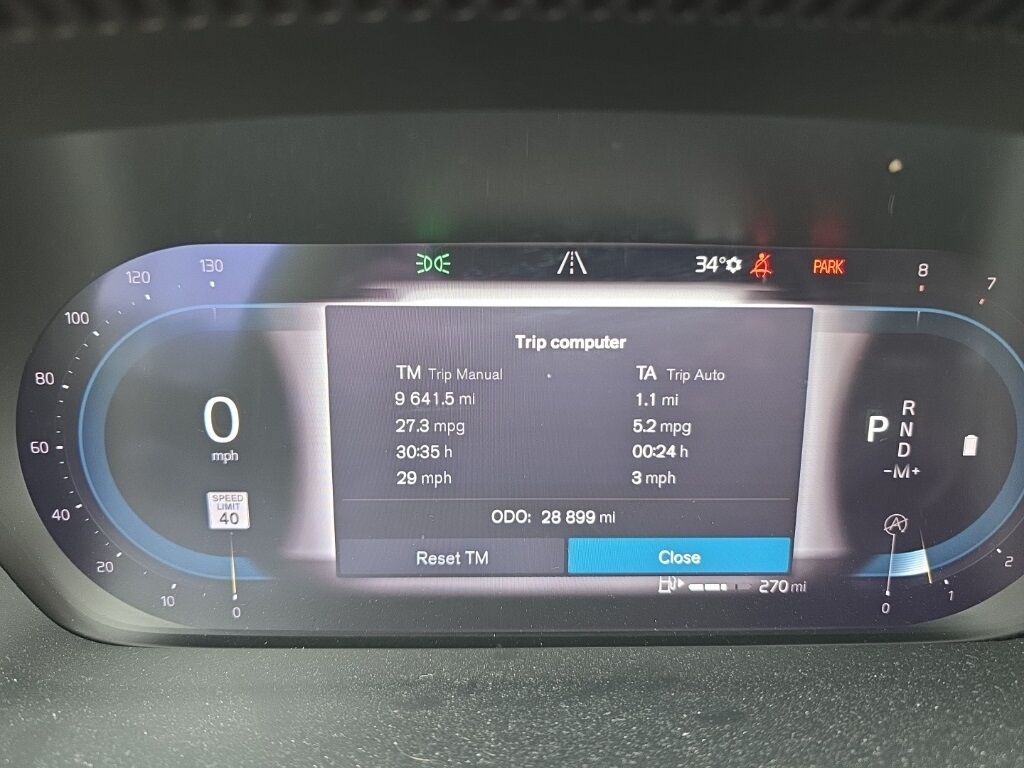 120
130
100
80
60
40
20
10
0
0
mph
SPEED
LIMIT
40
34°
PARK
8
7
Trip computer
TM Trip Manual
9 641.5 mi
27.3 mpg
30:35 h
29 mph
TA Trip Auto
1.1 mi
5.2 mpg
00:24 h
3 mph
ODO: 28 899 mi
Reset TM
Close
270 mi
P
R
N
D
-M+
A
2
1
0